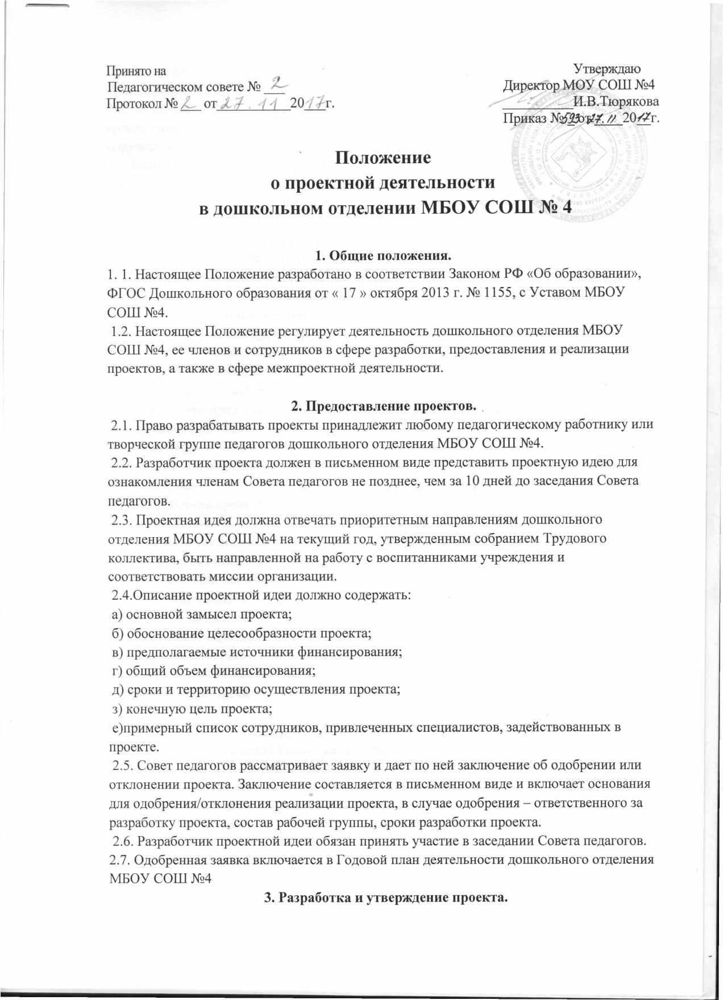 Принято на
Педагогическом совете № 2
Протокол № 2 от 27.11 2017г.
Утверждаю
Директор МОУ СОШ №4
И.В.Тюрякова
Приказ №593 от 27.11 2017г.
Положение
о проектной деятельности
в дошкольном отделении МБОУ СОШ № 4
1. Общие положения.
1. 1. Настоящее Положение разработано в соответствии Законом РФ «Об образовании»,
ФГОС Дошкольного образования от « 17 » октября 2013 г. № 1155, с Уставом МБОУ
СОШ №4.
1.2. Настоящее Положение регулирует деятельность дошкольного отделения МБОУ
СОШ №4, ее членов и сотрудников в сфере разработки, предоставления и реализации
проектов, а также в сфере межпроектной деятельности.
2. Предоставление проектов.
2.1. Право разрабатывать проекты принадлежит любому педагогическому работнику или
творческой группе педагогов дошкольного отделения МБОУ СОШ №4.
2.2. Разработчик проекта должен в письменном виде представить проектную идею для
ознакомления членам Совета педагогов не позднее, чем за 10 дней до заседания Совета
педагогов.
2.3. Проектная идея должна отвечать приоритетным направлениям дошкольного
отделения МБОУ СОШ №4 на текущий год, утвержденным собранием Трудового
коллектива, быть направленной на работу с воспитанниками учреждения и
соответствовать миссии организации.
2.4.Описание проектной идеи должно содержать:
а) основной замысел проекта;
б) обоснование целесообразности проекта;
в) предполагаемые источники финансирования;
г) общий объем финансирования;
д) сроки и территорию осуществления проекта;
з) конечную цель проекта;
е)примерный список сотрудников, привлеченных специалистов, задействованных в
проекте.
2.5. Совет педагогов рассматривает заявку и дает по ней заключение об одобрении или
отклонении проекта. Заключение составляется в письменном виде и включает основания
для одобрения/отклонения реализации проекта, в случае одобрения – ответственного за
разработку проекта, состав рабочей группы, сроки разработки проекта.
2.6. Разработчик проектной идеи обязан принять участие в заседании Совета педагогов.
2.7. Одобренная заявка включается в Годовой план деятельности дошкольного отделения
МБОУ СОШ №4
3. Разработка и утверждение проекта.